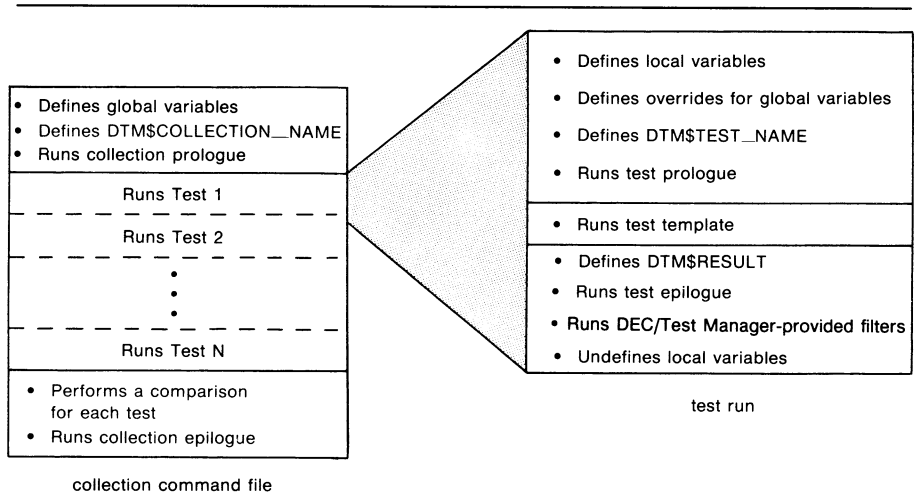 • Defines global variables
• Defines DTM$COLLECTION__NAME
• Runs collection prologue
Runs Test 1
Runs Test 2
•
•
•
Runs Test N
• Performs a comparison
for each test
• Runs collection epilogue
collection command file
• Defines local variables
• Defines overrides for global variables
• Defines DTM$TEST__NAME
• Runs test prologue
• Runs test template
• Defines DTM$RESULT
• Runs test epilogue
• Runs DEC/Test Manager-provided filters
• Undefines local variables
test run